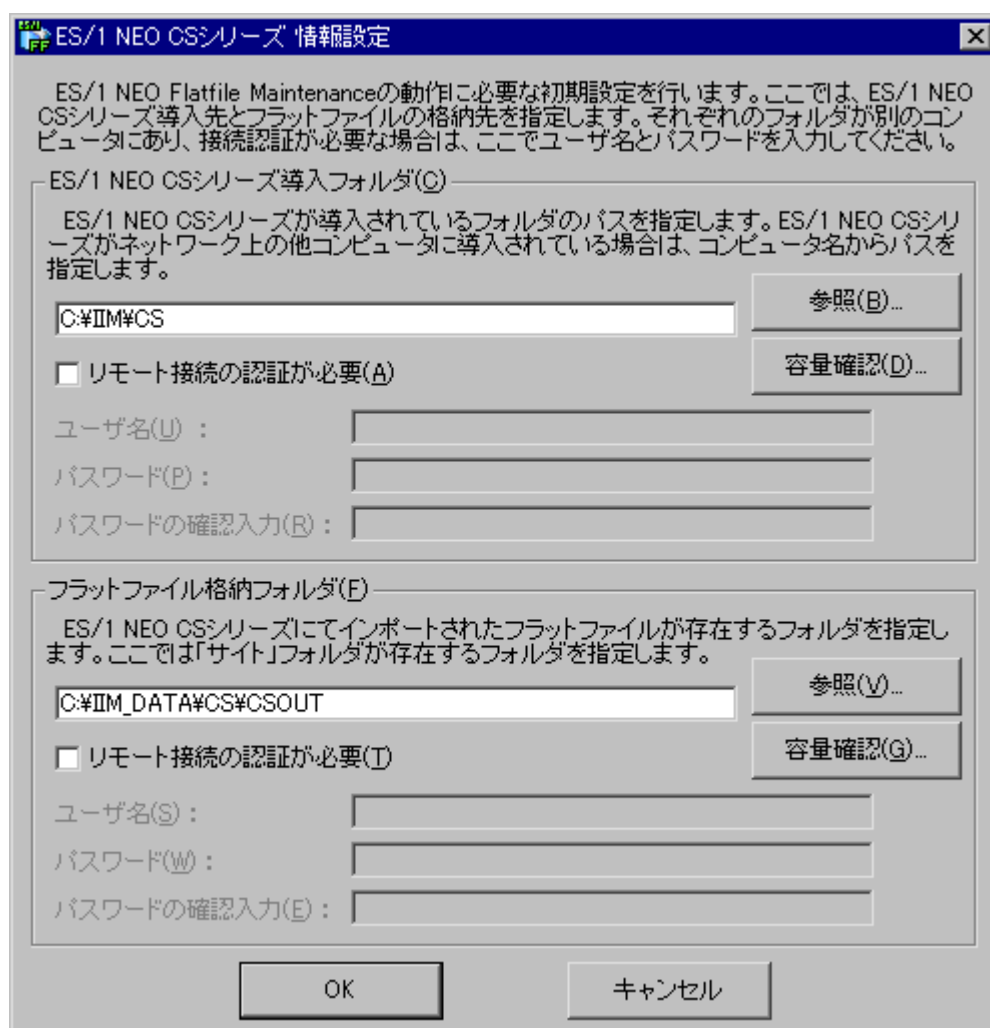 ES/1 NEO CSシリーズ 情報設定
ES/1 NEO Flatfile Maintenanceの動作に必要な初期設定を行います。ここでは、ES/1 NEO
CSシリーズ導入先とフラットファイルの格納先を指定します。それぞれのフォルダが別のコン
ピュータにあり、接続認証が必要な場合は、ここでユーザ名とパスワードを入力してください。
ES/1 NEO CSシリーズ導入フォルダ(C)
ES/1 NEO CSシリーズが導入されているフォルダのパスを指定します。ES/1 NEO CSシリ
ーズがネットワーク上の他コンピュータに導入されている場合は、コンピュータ名からパスを
指定します。
参照(B)...
C:¥IIM¥CS
容量確認(D)...
リモート接続の認証が必要(A)
ユーザ名(U) :
パスワード(P) :
パスワードの確認入力(R) :
フラットファイル格納フォルダ(F)
ES/1 NEO CSシリーズにてインポートされたフラットファイルが存在するフォルダを指定し
ます。ここでは「サイト」フォルダが存在するフォルダを指定します。
参照(V)...
C:¥IIM_DATA¥CS¥CSOUT
容量確認(G)...
リモート接続の認証が必要(T)
ユーザ名(S) :
パスワード(W) :
パスワードの確認入力(E) :
OK
キャンセル